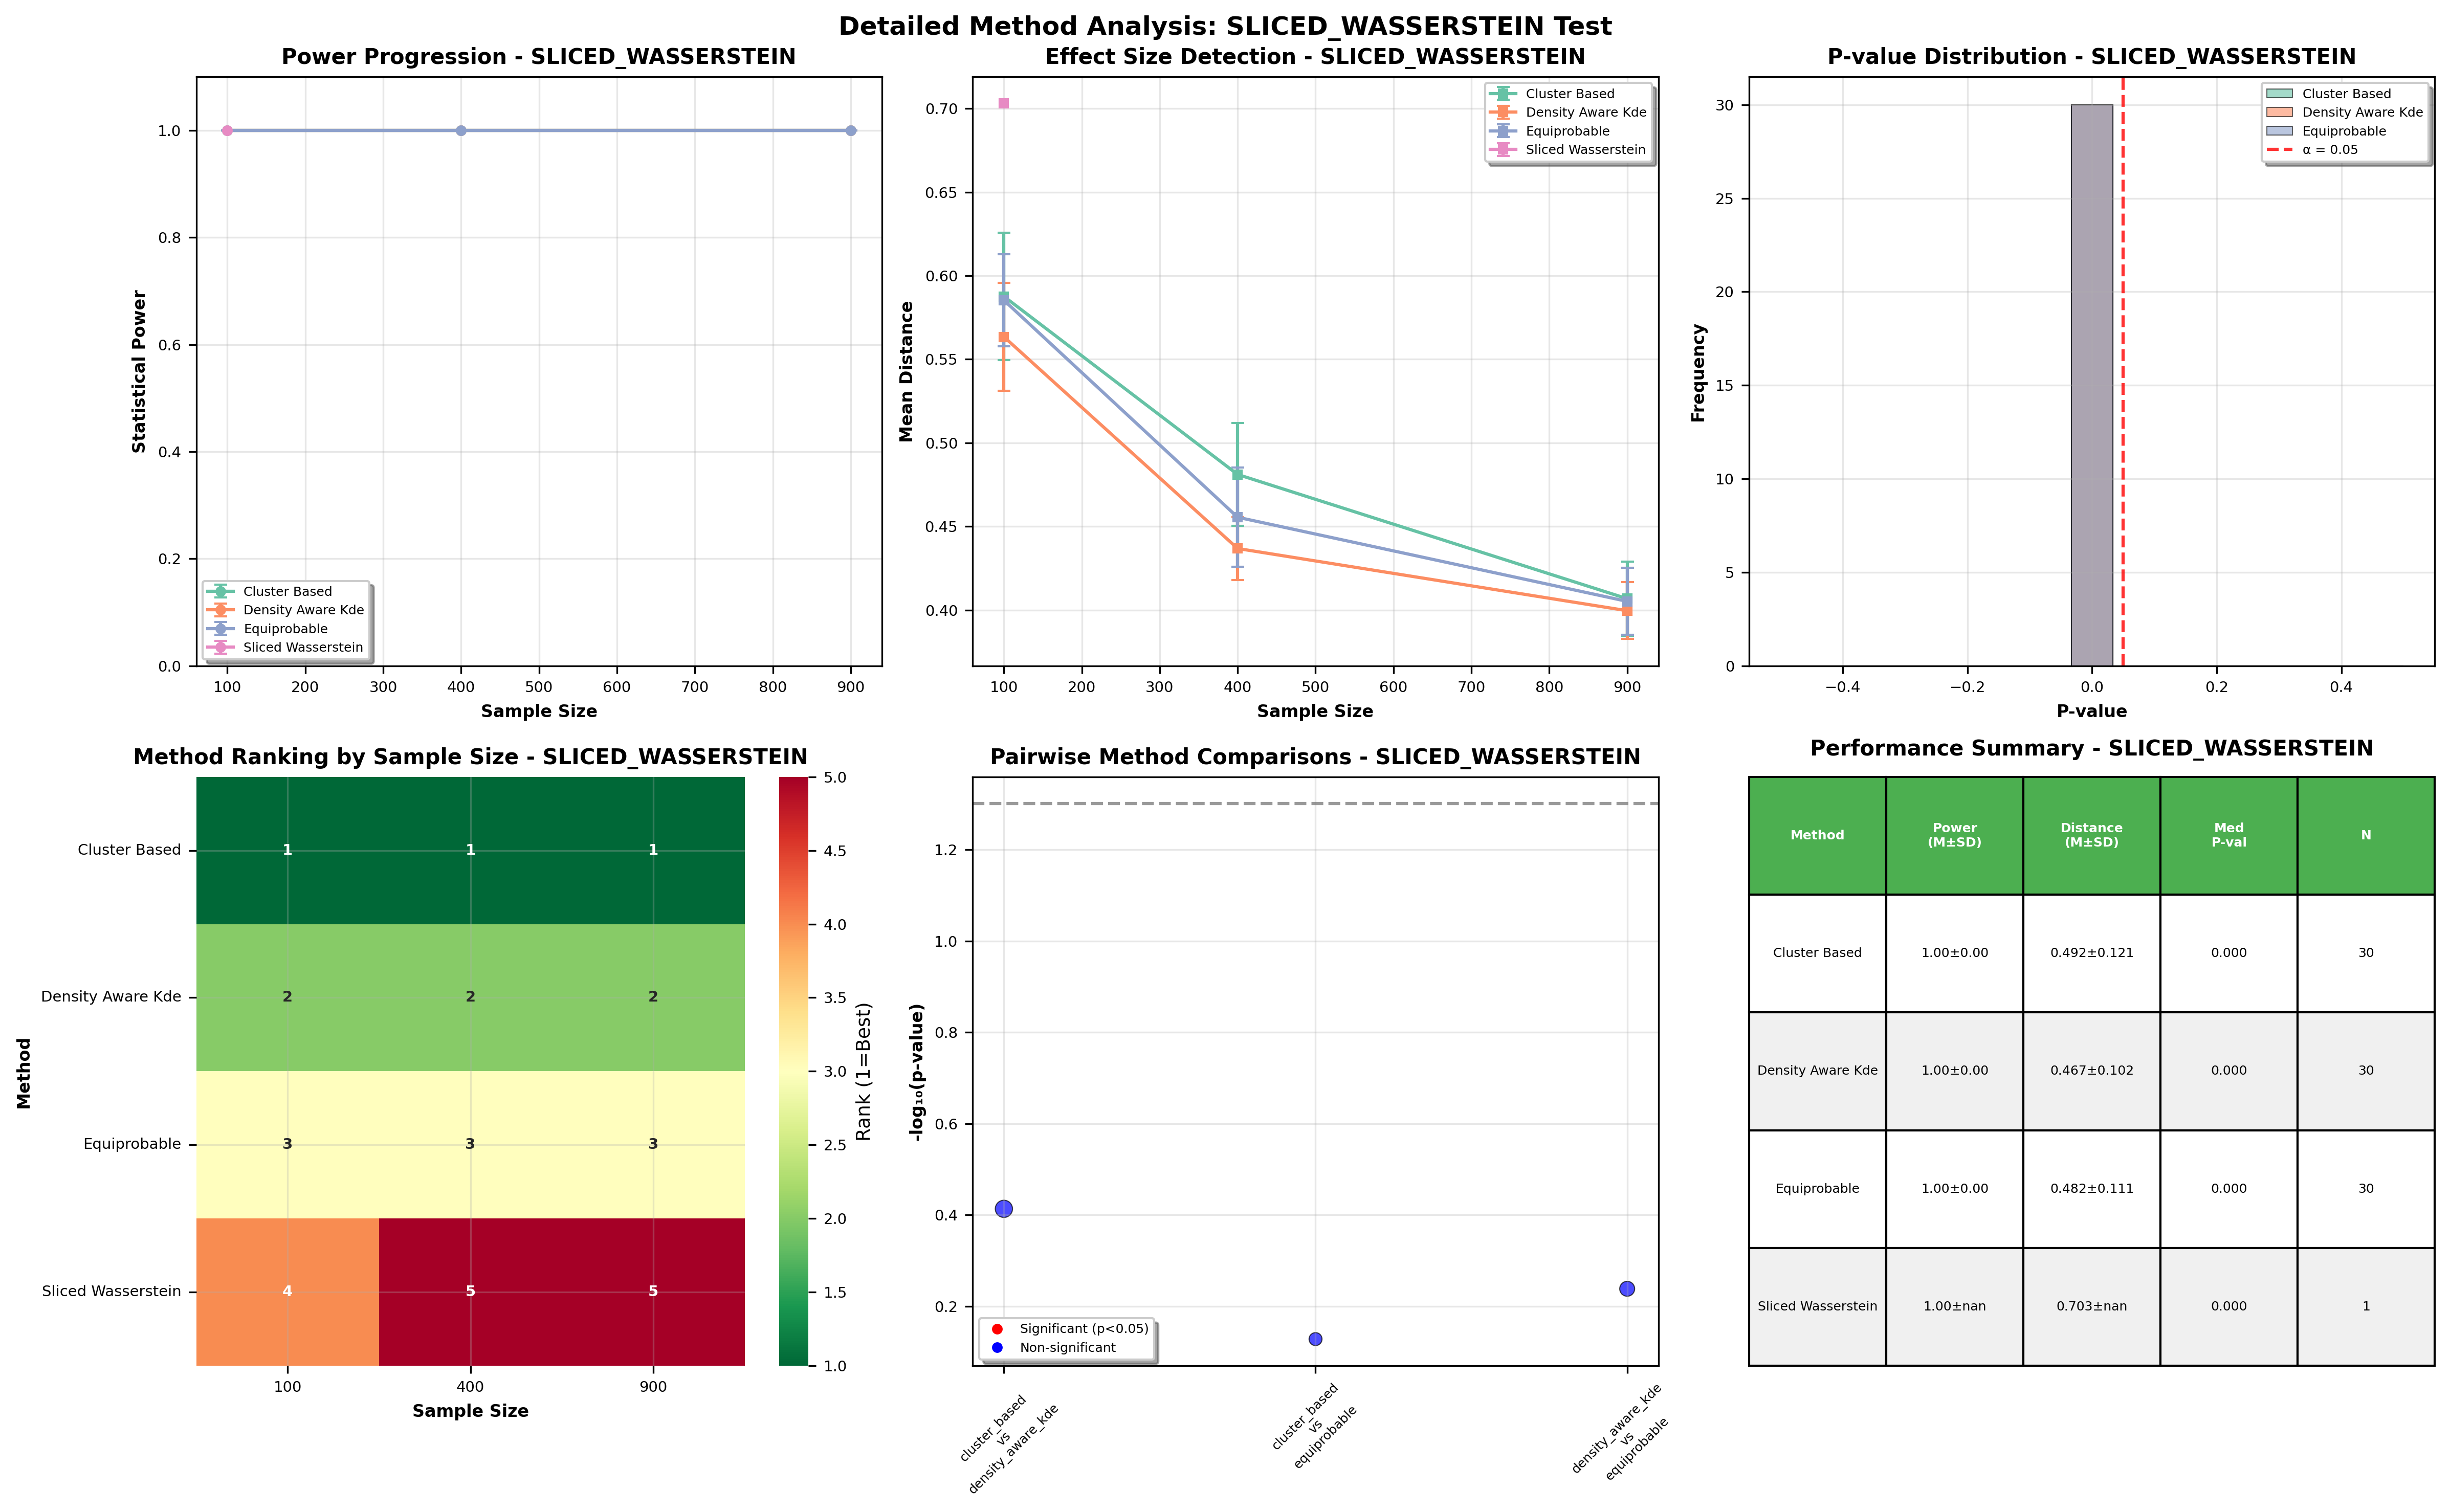 Detailed Method Analysis: SLICED_WASSERSTEIN Test
Power Progression - SLICED_WASSERSTEIN
Statistical Power
1.0
0.8
0.6
0.4
0.2
0.0
Cluster Based
Density Aware Kde
Equiprobable
Sliced Wasserstein
100 200 300 400 500 600 700 800 900
Sample Size
Effect Size Detection - SLICED_WASSERSTEIN
Mean Distance
0.70
0.65
0.60
0.55
0.50
0.45
0.40
Cluster Based
Density Aware Kde
Equiprobable
Sliced Wasserstein
100 200 300 400 500 600 700 800 900
Sample Size
P-value Distribution - SLICED_WASSERSTEIN
Frequency
30
25
20
15
10
5
0
Cluster Based
Density Aware Kde
Equiprobable
α = 0.05
−0.4 −0.2 0.0 0.2 0.4
P-value
Method Ranking by Sample Size - SLICED_WASSERSTEIN
Method
Cluster Based 1 1 1
Density Aware Kde 2 2 2
Equiprobable 3 3 3
Sliced Wasserstein 4 5 5
100 400 900
Sample Size
5.0
4.5
4.0
3.5
3.0
2.5
2.0
1.5
1.0
Rank (1=Best)
Pairwise Method Comparisons - SLICED_WASSERSTEIN
-log₁₀(p-value)
1.2
1.0
0.8
0.6
0.4
0.2
Significant (p<0.05)
Non-significant
cluster_based
vs
density_aware_kde
cluster_based
vs
equiprobable
density_aware_kde
vs
equiprobable
Performance Summary - SLICED_WASSERSTEIN
Method Power (M±SD) Distance (M±SD) Med P-val N
Cluster Based 1.00±0.00 0.492±0.121 0.000 30
Density Aware Kde 1.00±0.00 0.467±0.102 0.000 30
Equiprobable 1.00±0.00 0.482±0.111 0.000 30
Sliced Wasserstein 1.00±nan 0.703±nan 0.000 1